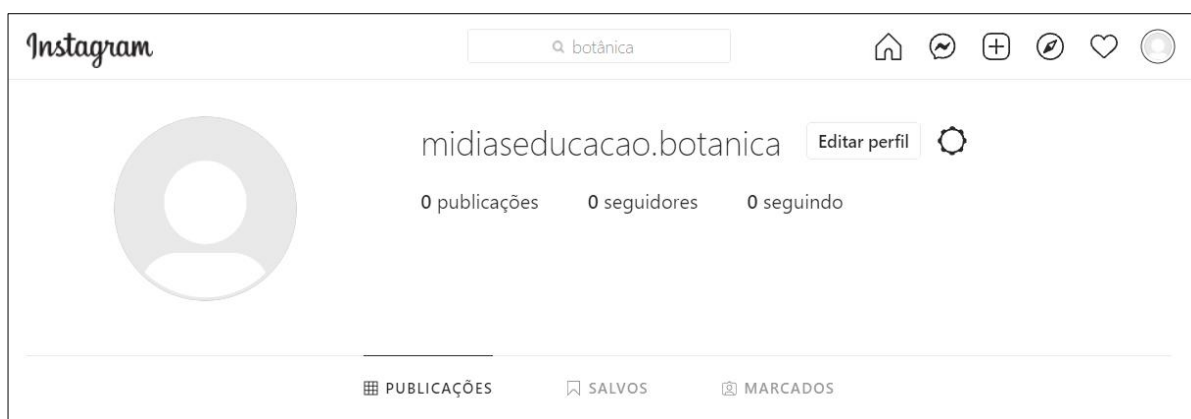 Instagram
botânica
midiaseducacao.botanica Editar perfil
0 publicações 0 seguidores 0 seguindo
PUBLICAÇÕES SALVOS MARCADOS